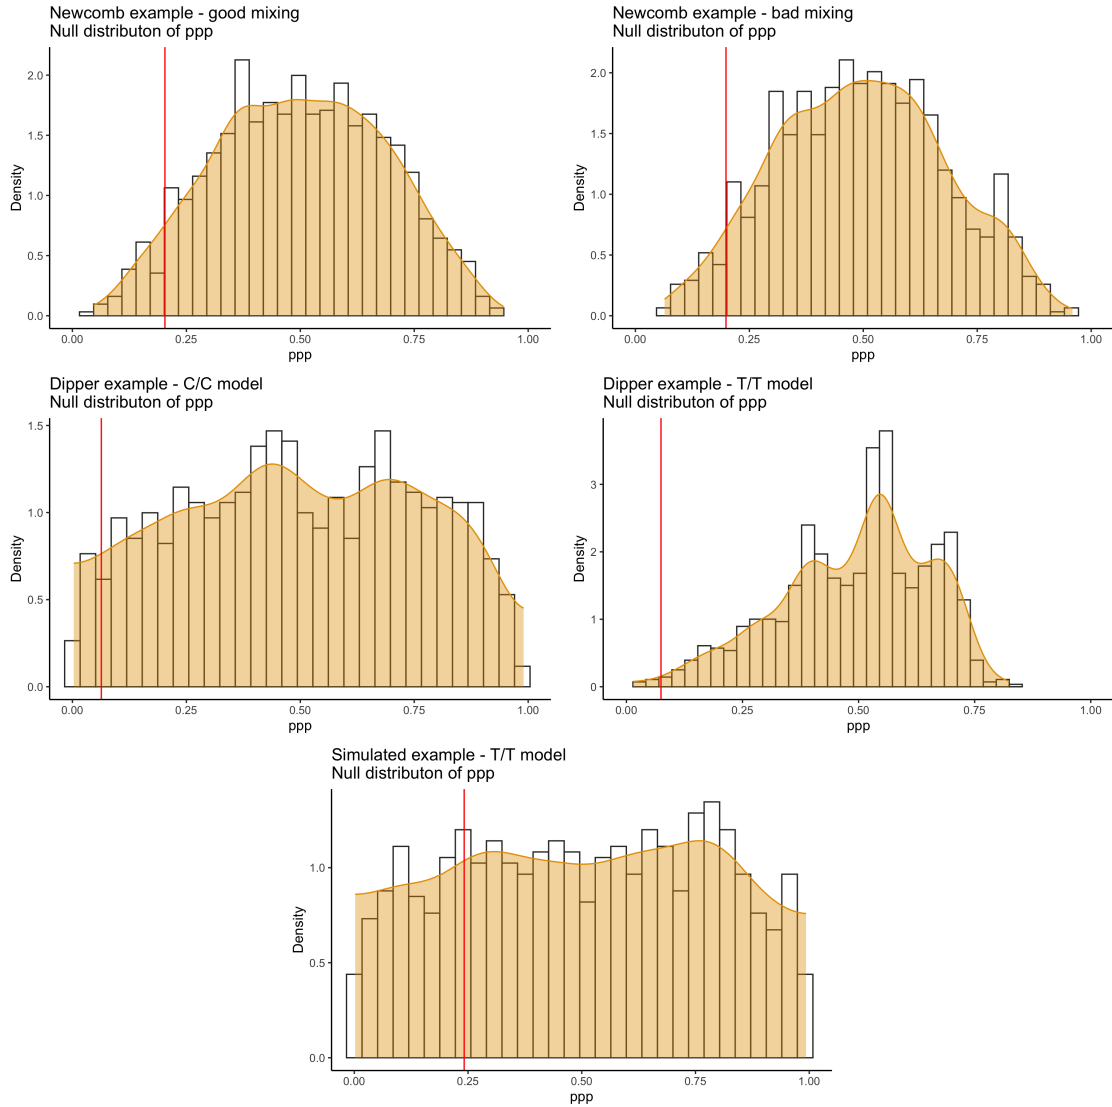 Newcomb example - good mixing
Null distributon of ppp
Density
2.0
1.5
1.0
0.5
0.0
0.00 0.25 0.50 0.75 1.00
ppp
Newcomb example - bad mixing
Null distributon of ppp
Density
2.0
1.5
1.0
0.5
0.0
0.00 0.25 0.50 0.75 1.00
ppp
Dipper example - C/C model
Null distributon of ppp
Density
1.5
1.0
0.5
0.0
0.00 0.25 0.50 0.75 1.00
ppp
Dipper example - T/T model
Null distributon of ppp
Density
3
2
1
0
0.00 0.25 0.50 0.75 1.00
ppp
Simulated example - T/T model
Null distributon of ppp
Density
1.0
0.5
0.0
0.00 0.25 0.50 0.75 1.00
ppp